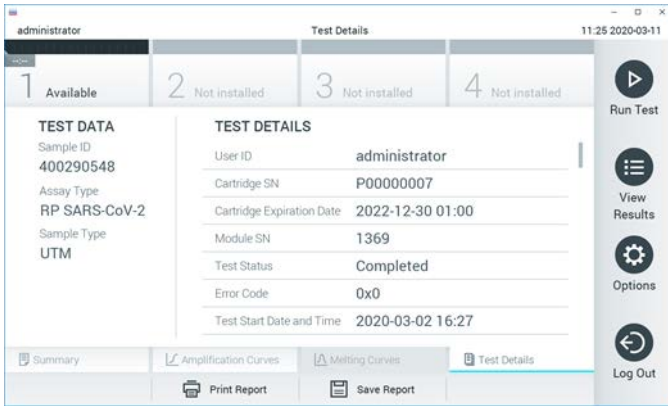 administrator
Test Details
11:25 2020-03-11
--:--
1 Available
2 Not installed
3 Not installed
4 Not installed
Run Test
View
Results
Options
Log Out
TEST DATA
Sample ID
400290548
Assay Type
RP SARS-CoV-2
Sample Type
UTM
TEST DETAILS
User ID administrator
Cartridge SN P00000007
Cartridge Expiration Date 2022-12-30 01:00
Module SN 1369
Test Status Completed
Error Code 0x0
Test Start Date and Time 2020-03-02 16:27
Summary
Amplification Curves
Melting Curves
Test Details
Print Report
Save Report